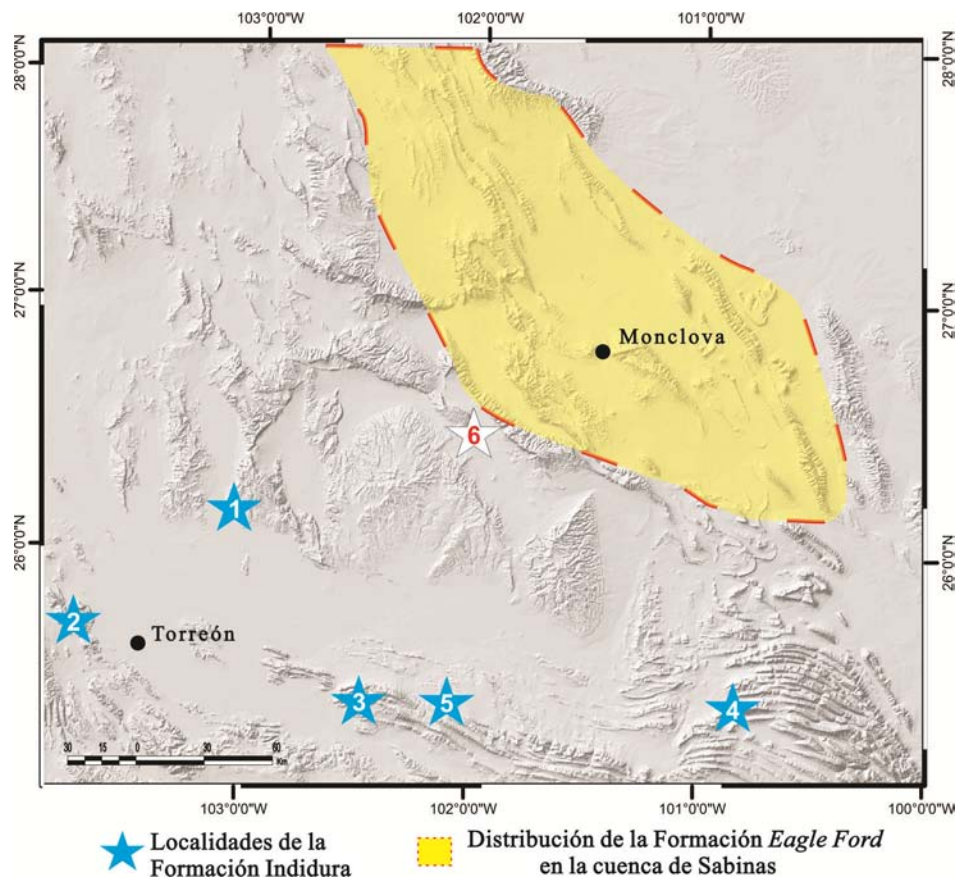 103°0'0"W 102°0'0"W 101°0'0"W
28°0'0"N 28°0'0"N
27°0'0"N 27°0'0"N
Monclova
6
1
26°0'0"N 26°0'0"N
2
Torreón
3 5 4
30 15 0 30 60
Km
103°0'0"W 102°0'0"W 101°0'0"W 100°0'0"W
Localidades de la
Formación Indidura
Distribución de la Formación Eagle Ford
en la cuenca de Sabinas